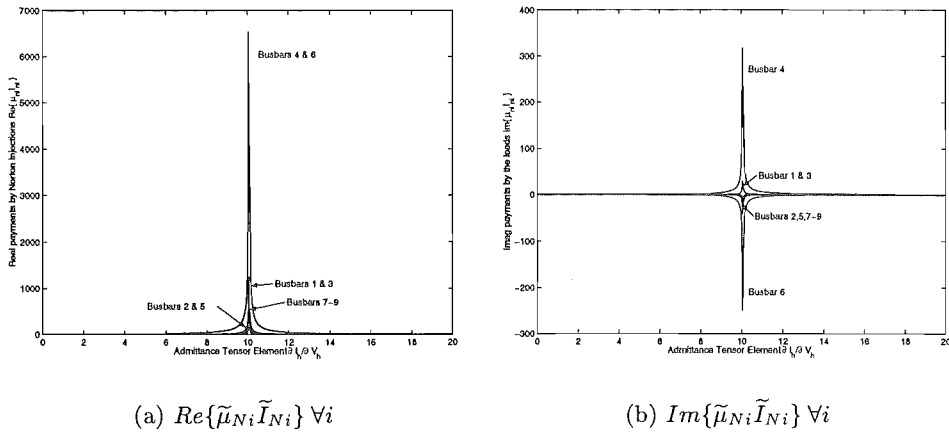 7000
6000
5000
4000
3000
2000
1000
0
Real payments by Norton Injections Re{μNiINi}
Busbars 4 & 6
Busbars 1 & 3
Busbars 2 & 5
Busbars 7-9
0 2 4 6 8 10 12 14 16 18 20
Admittance Tensor Element ∂ Ih/∂ Vh
(a) Re{μ̃Ni ĨNi} ∀i
400
300
200
100
0
-100
-200
-300
Imag payments by the loads Im{μNiINi}
Busbar 4
Busbar 1 & 3
Busbars 2,5,7-9
Busbar 6
0 2 4 6 8 10 12 14 16 18 20
Admittance Tensor Element ∂ Ih/∂ Vh
(b) Im{μ̃Ni ĨNi} ∀i